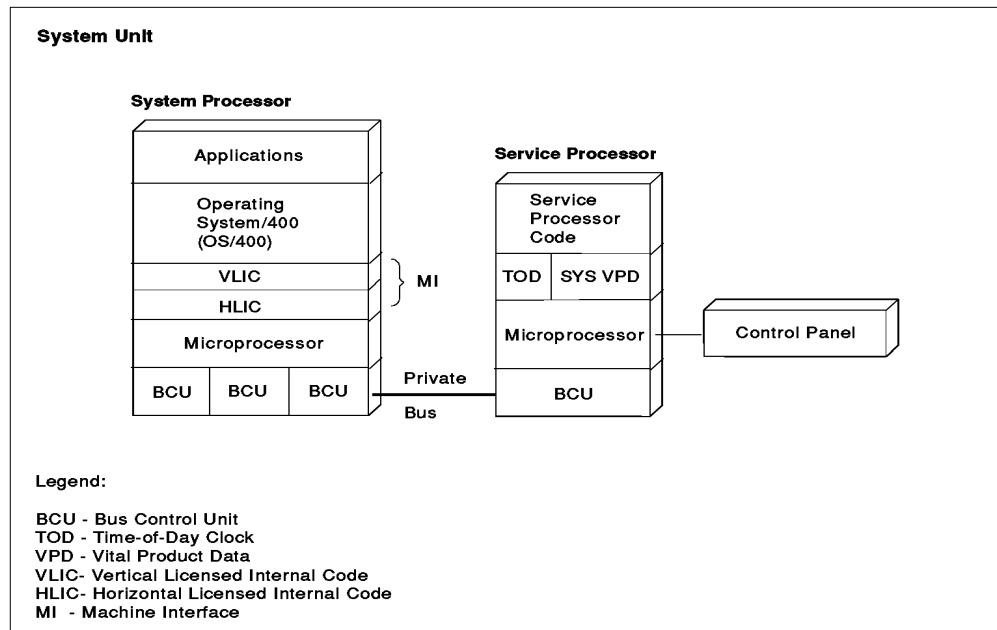 System Unit
System Processor
Applications
Operating
System/400
(OS/400)
VLIC
HLIC
MI
Microprocessor
BCU BCU BCU
Private
Bus
Service Processor
Service
Processor
Code
TOD SYS VPD
Microprocessor
BCU
Control Panel
Legend:
BCU - Bus Control Unit
TOD - Time-of-Day Clock
VPD - Vital Product Data
VLIC- Vertical Licensed Internal Code
HLIC- Horizontal Licensed Internal Code
MI - Machine Interface